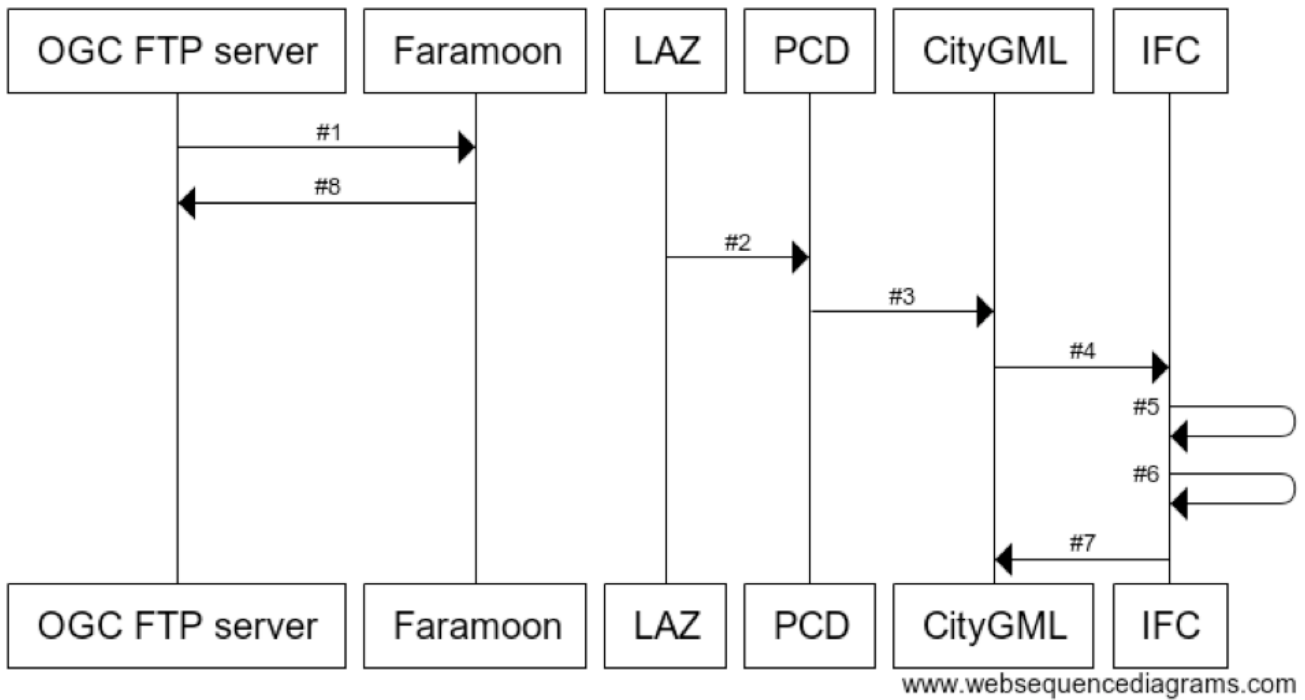 OGC FTP server Faramoon LAZ PCD CityGML IFC
#1
#8
#2
#3
#4
#5
#6
#7
OGC FTP server Faramoon LAZ PCD CityGML IFC
www.websequencediagrams.com